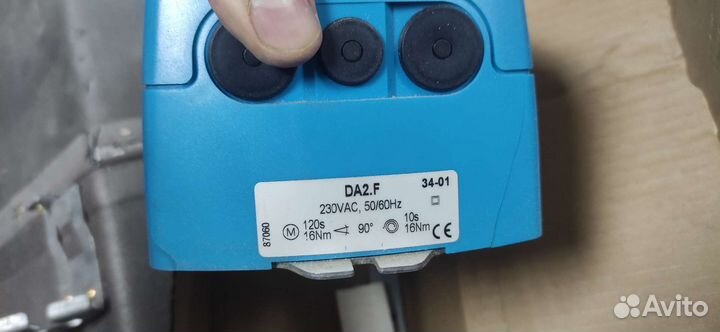 DA2.F 34-01
230VAC, 50/60Hz
87060
M 120s 90° 10s
16Nm 16Nm CE
Avito